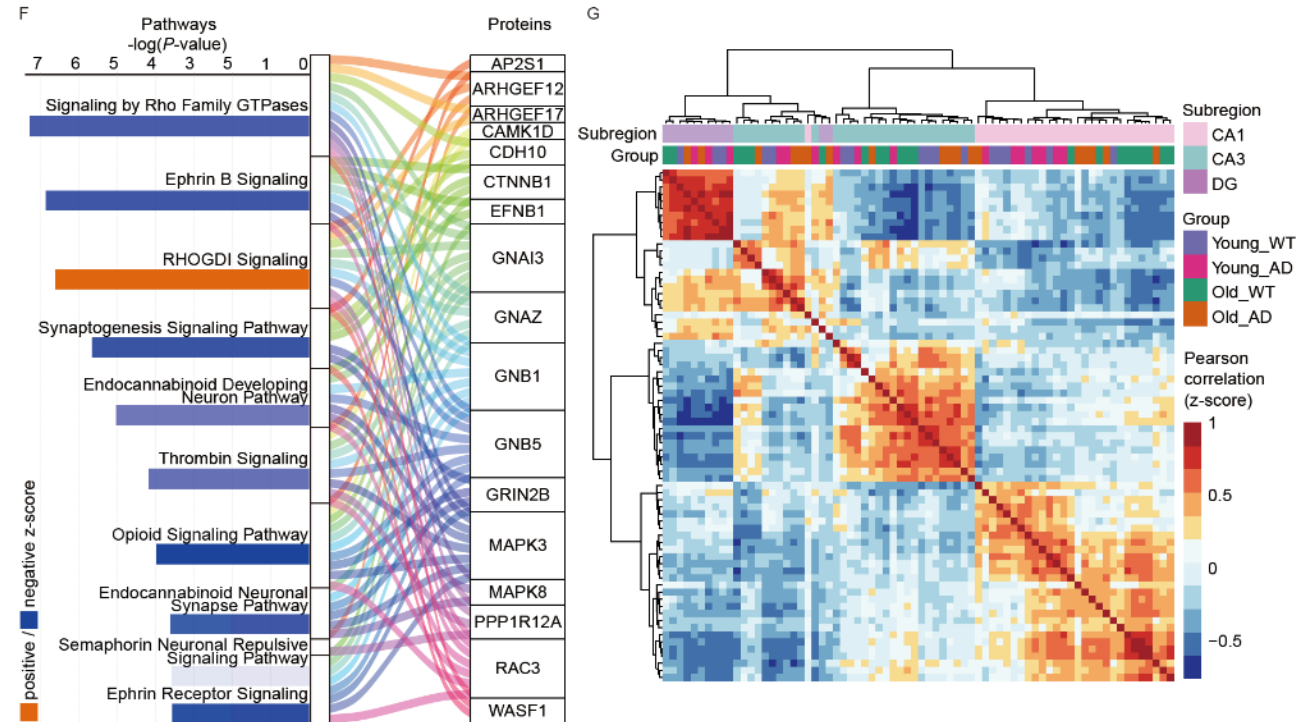 F
Pathways
-log(P-value)
7 6 5 4 3 5 1 0
Signaling by Rho Family GTPases
Ephrin B Signaling
RHOGDI Signaling
Synaptogenesis Signaling Pathway
Endocannabinoid Developing
Neuron Pathway
Thrombin Signaling
Opioid Signaling Pathway
Endocannabinoid Neuronal
Synapse Pathway
Semaphorin Neuronal Repulsive
Signaling Pathway
Ephrin Receptor Signaling
positive / negative z-score
Proteins
AP2S1
ARHGEF12
ARHGEF17
CAMK1D
CDH10
CTNNB1
EFNB1
GNAI3
GNAZ
GNB1
GNB5
GRIN2B
MAPK3
MAPK8
PPP1R12A
RAC3
WASF1
G
Subregion
Group
Subregion
CA1
CA3
DG
Group
Young_WT
Young_AD
Old_WT
Old_AD
Pearson
correlation
(z-score)
1
0.5
0
−0.5